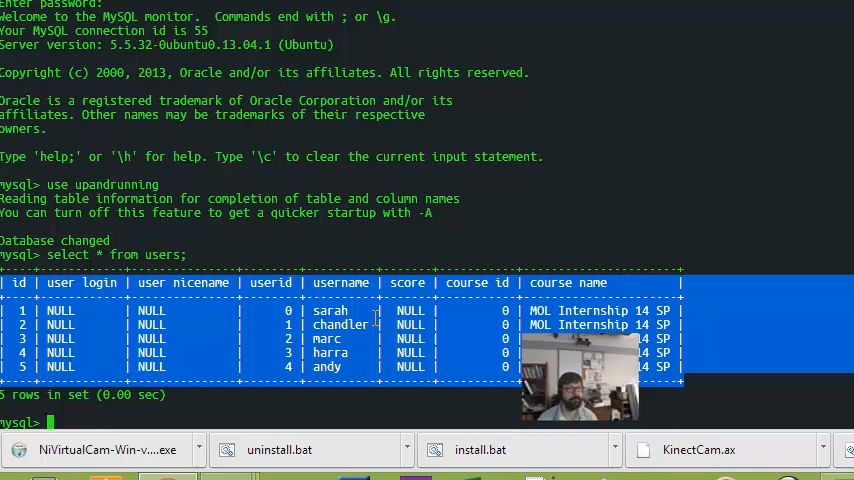 Enter password:
Welcome to the MySQL monitor.  Commands end with ; or \g.
Your MySQL connection id is 55
Server version: 5.5.32-0ubuntu0.13.04.1 (Ubuntu)
Copyright (c) 2000, 2013, Oracle and/or its affiliates. All rights reserved.
Oracle is a registered trademark of Oracle Corporation and/or its
affiliates. Other names may be trademarks of their respective
owners.
Type 'help;' or '\h' for help. Type '\c' to clear the current input statement.
mysql> use upandrunning
Reading table information for completion of table and column names
You can turn off this feature to get a quicker startup with -A
Database changed
mysql> select * from users;
| id | user login | user nicename | userid | username | score | course id | course name
| 1 | NULL | NULL | 0 | sarah | NULL | 0 | MOL Internship 14 SP |
| 2 | NULL | NULL | 1 | chandler | NULL | 0 | MOL Internship 14 SP |
| 3 | NULL | NULL | 2 | marc | NULL | 0 | 14 SP |
| 4 | NULL | NULL | 3 | harra | NULL | 0 | 14 SP |
| 5 | NULL | NULL | 4 | andy | NULL | 0 | 14 SP |
5 rows in set (0.00 sec)
mysql>
NiVirtualCam-Win-v....exe uninstall.bat install.bat KinectCam.ax